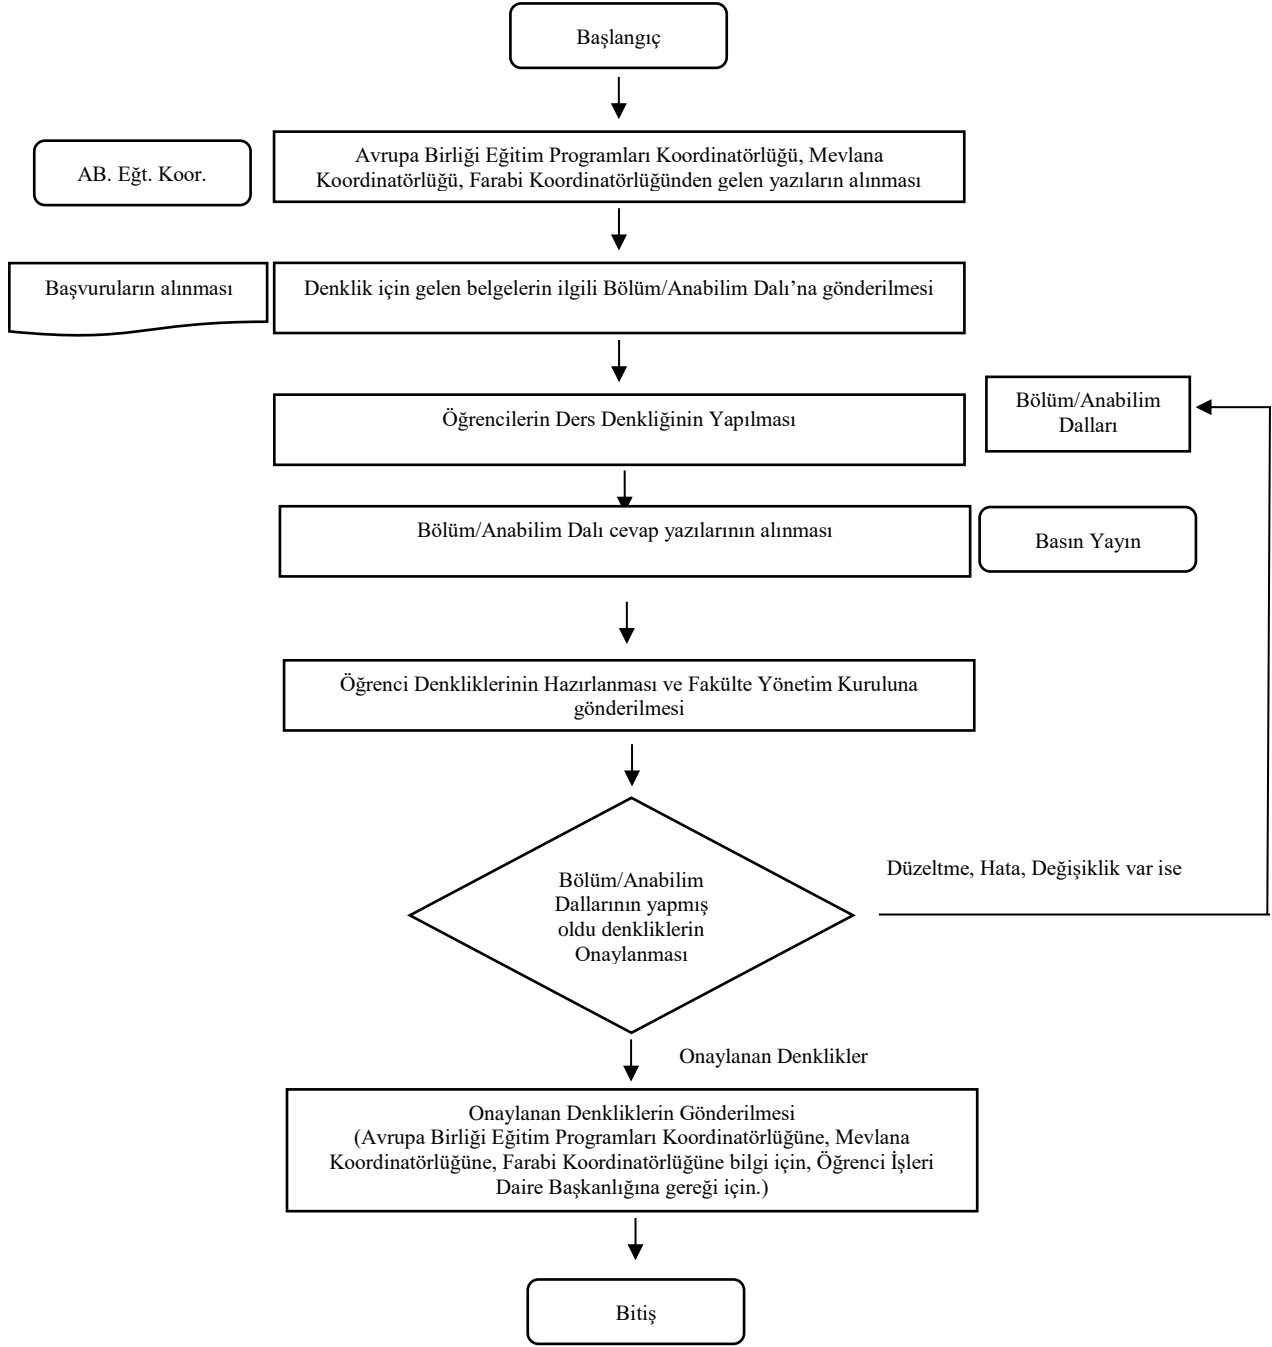 Başlangıç
AB. Eğt. Koor.
Avrupa Birliği Eğitim Programları Koordinatörlüğü, Mevlana
Koordinatörlüğü, Farabi Koordinatörlüğünden gelen yazıların alınması
Başvuruların alınması
Denklik için gelen belgelerin ilgili Bölüm/Anabilim Dalı’na gönderilmesi
Öğrencilerin Ders Denkliğinin Yapılması
Bölüm/Anabilim
Dalları
Bölüm/Anabilim Dalı cevap yazılarının alınması
Basın Yayın
Öğrenci Denkliklerinin Hazırlanması ve Fakülte Yönetim Kuruluna
gönderilmesi
Bölüm/Anabilim
Dallarının yapmış
oldu denkliklerin
Onaylanması
Düzeltme, Hata, Değişiklik var ise
Onaylanan Denklikler
Onaylanan Denkliklerin Gönderilmesi
(Avrupa Birliği Eğitim Programları Koordinatörlüğüne, Mevlana
Koordinatörlüğüne, Farabi Koordinatörlüğüne bilgi için, Öğrenci İşleri
Daire Başkanlığına gereği için.)
Bitiş